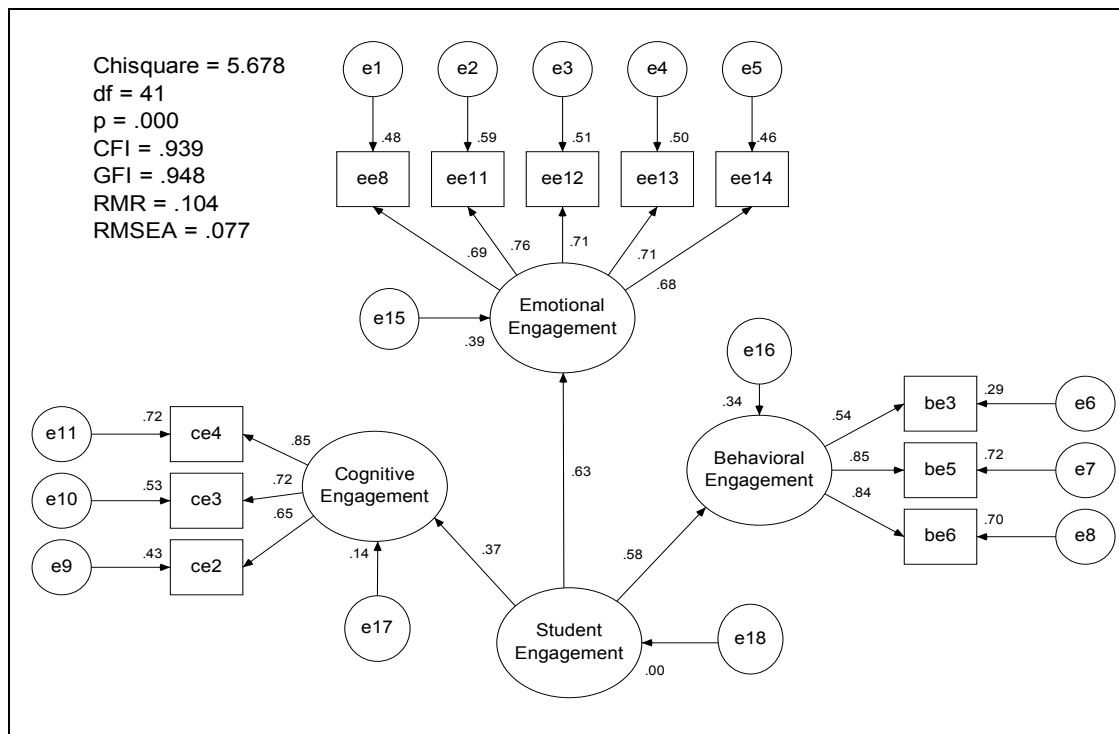 Chisquare = 5.678
df = 41
p = .000
CFI = .939
GFI = .948
RMR = .104
RMSEA = .077
e1
e2
e3
e4
e5
.48
.59
.51
.50
.46
ee8
ee11
ee12
ee13
ee14
.69
.76
.71
.71
.68
e15
.39
Emotional
Engagement
e16
.34
e11
.72
ce4
.85
e10
.53
ce3
.72
e9
.43
ce2
.65
Cognitive
Engagement
.14
e17
.37
.63
.58
Behavioral
Engagement
.54
be3
.29
e6
.85
be5
.72
e7
.84
be6
.70
e8
Student
Engagement
.00
e18